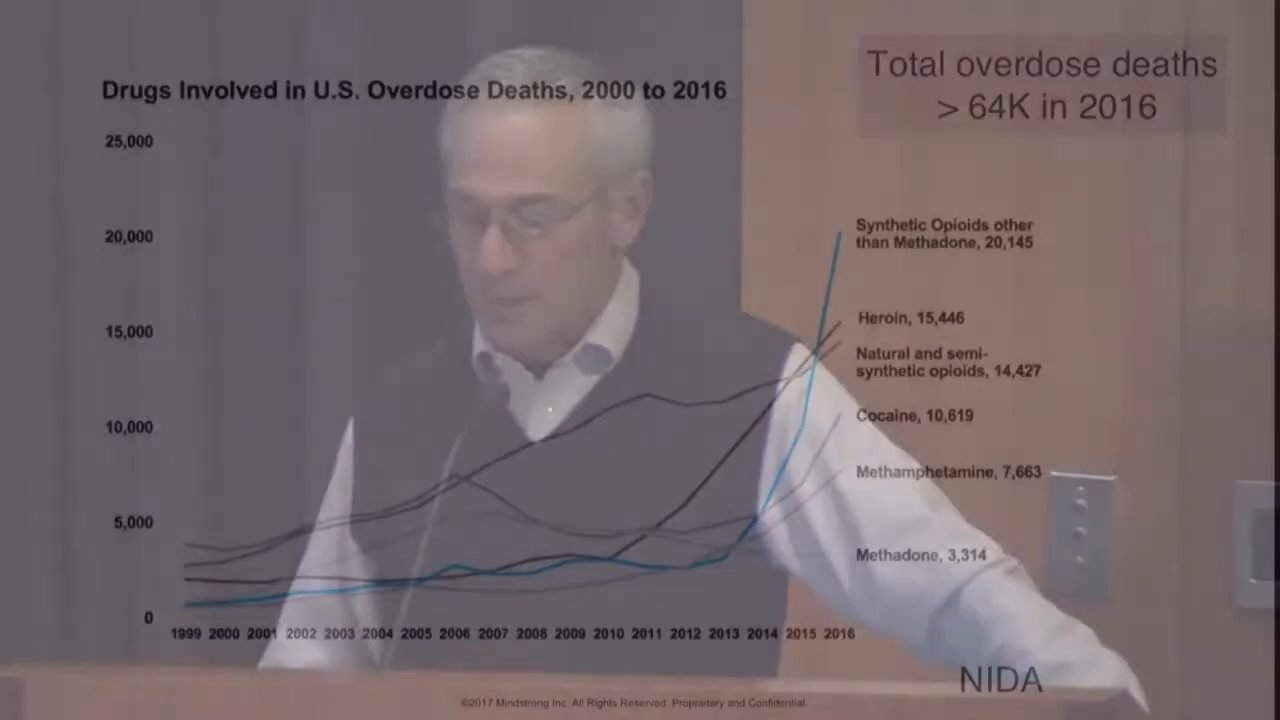 Total overdose deaths
> 64K in 2016
Drugs Involved in U.S. Overdose Deaths, 2000 to 2016
25,000
20,000
15,000
10,000
5,000
0
Synthetic Opioids other
than Methadone, 20,145
Heroin, 15,446
Natural and semi-
synthetic opioids, 14,427
Cocaine, 10,619
Methamphetamine, 7,663
Methadone, 3,314
1999 2000 2001 2002 2003 2004 2005 2006 2007 2008 2009 2010 2011 2012 2013 2014 2015 2016
NIDA
©2017 Mindstrong Inc. All Rights Reserved. Proprietary and Confidential.